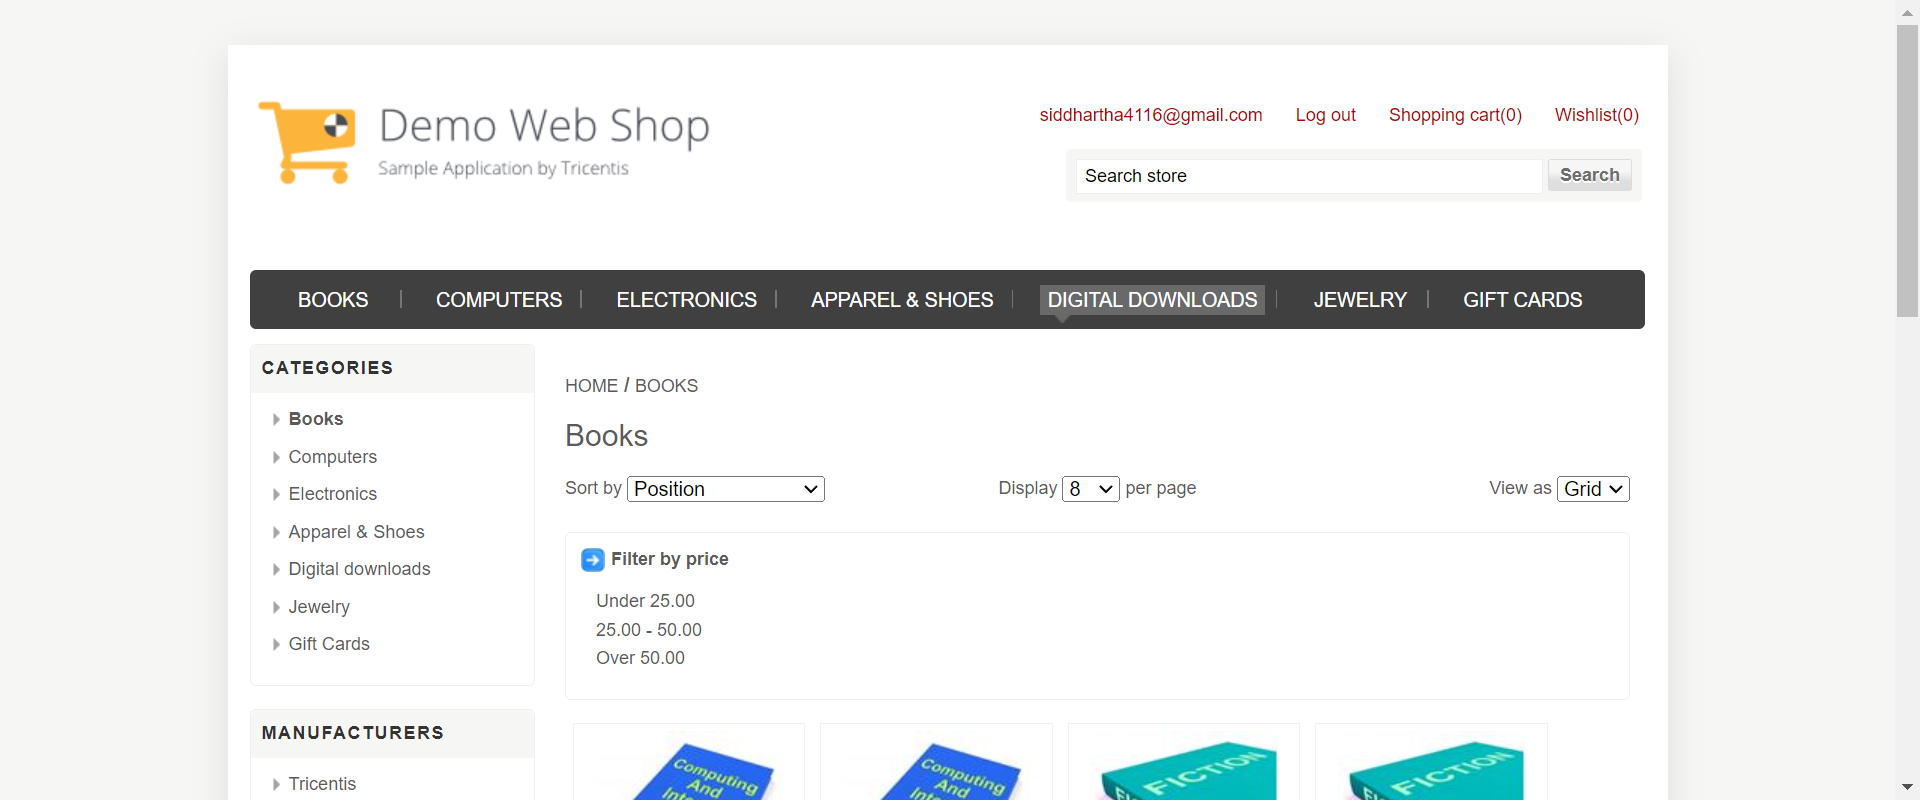 Demo Web Shop
Sample Application by Tricentis
siddhartha4116@gmail.com Log out Shopping cart(0) Wishlist(0)
Search store Search
BOOKS COMPUTERS ELECTRONICS APPAREL & SHOES DIGITAL DOWNLOADS JEWELRY GIFT CARDS
CATEGORIES
Books
Computers
Electronics
Apparel & Shoes
Digital downloads
Jewelry
Gift Cards
MANUFACTURERS
Tricentis
HOME / BOOKS
Books
Sort by Position Display 8 per page View as Grid
Filter by price
Under 25.00
25.00 - 50.00
Over 50.00
Computing
And
Computing
And
FICTION
FICTION